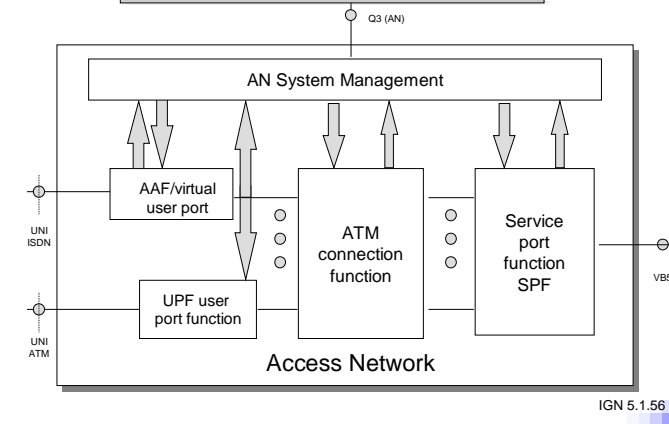 Q3 (AN)
AN System Management
AAF/virtual
user port
UNI
ISDN
ATM
connection
function
Service
port
function
SPF
VB5
UPF user
port function
UNI
ATM
Access Network
IGN 5.1.56